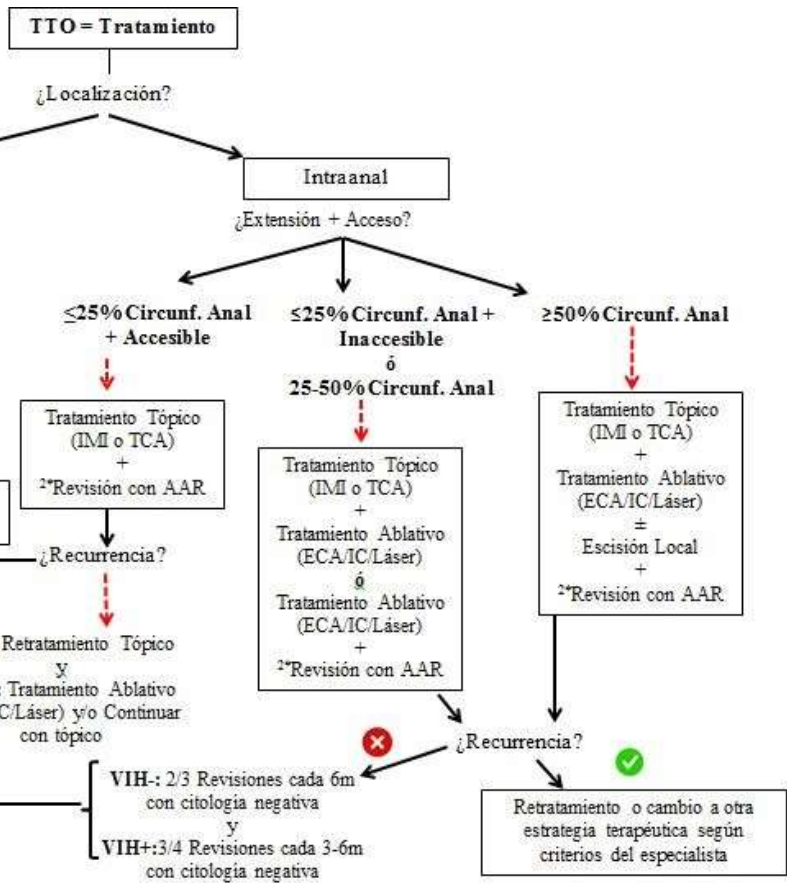 TTO = Tratamiento
¿Localización?
Intraanal
¿Extensión + Acceso?
≤25% Circunf. Anal
+ Accesible
≤25% Circunf. Anal +
Inaccesible
ó
25-50% Circunf. Anal
≥50% Circunf. Anal
Tratamiento Tópico
(IMI o TCA)
+
2*Revisión con AAR
¿Recurrencia?
Retratamiento Tópico
y
: Tratamiento Ablativo
C/Láser) y/o Continuar
con tópico
Tratamiento Tópico
(IMI o TCA)
+
Tratamiento Ablativo
(ECA/IC/Láser)
ó
Tratamiento Ablativo
(ECA/IC/Láser)
+
2*Revisión con AAR
Tratamiento Tópico
(IMI o TCA)
+
Tratamiento Ablativo
(ECA/IC/Láser)
±
Escisión Local
+
2*Revisión con AAR
¿Recurrencia?
VIH-: 2/3 Revisiones cada 6m
con citología negativa
y
VIH+:3/4 Revisiones cada 3-6m
con citología negativa
Retratamiento o cambio a otra
estrategia terapéutica según
criterios del especialista